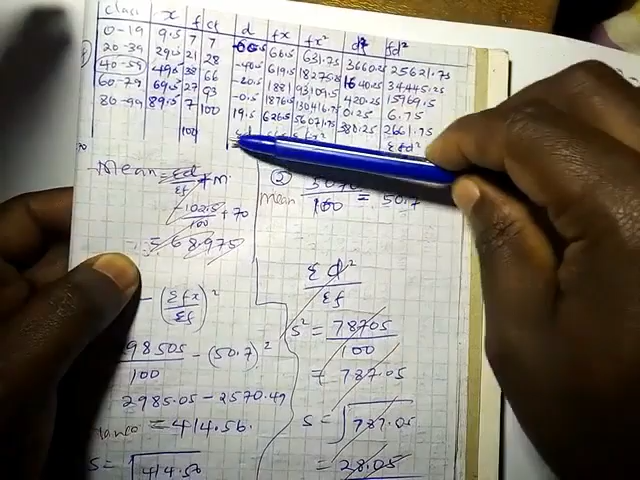 class x f cf d fx fx² d² fd²
0-19 9.5 7 7 -60.5 66.5 631.75 3660.25 25621.75
20-39 29.5 21 28 -40.5 619.5 18275.25 1640.25 34445.25
40-59 49.5 38 66 -20.5 1881 93109.5 420.25 15969.5
60-79 69.5 27 93 -0.5 1876.5 130416.75 0.25 6.75
80-99 89.5 7 100 19.5 626.5 56071.75 380.25 2661.75
100 Σfd²
Mean = Σd/Σf + m
-102.5/100 + 70
= 68.975
- (Σfx/Σf)²
98505/100 - (50.7)²
2985.05 - 2570.49
= 414.56.
S = √414.56
②
mean 5070/100 = 50.7
Σd²/Σf
S² = 78705/100
= 787.05
S = √787.05
= 28.05